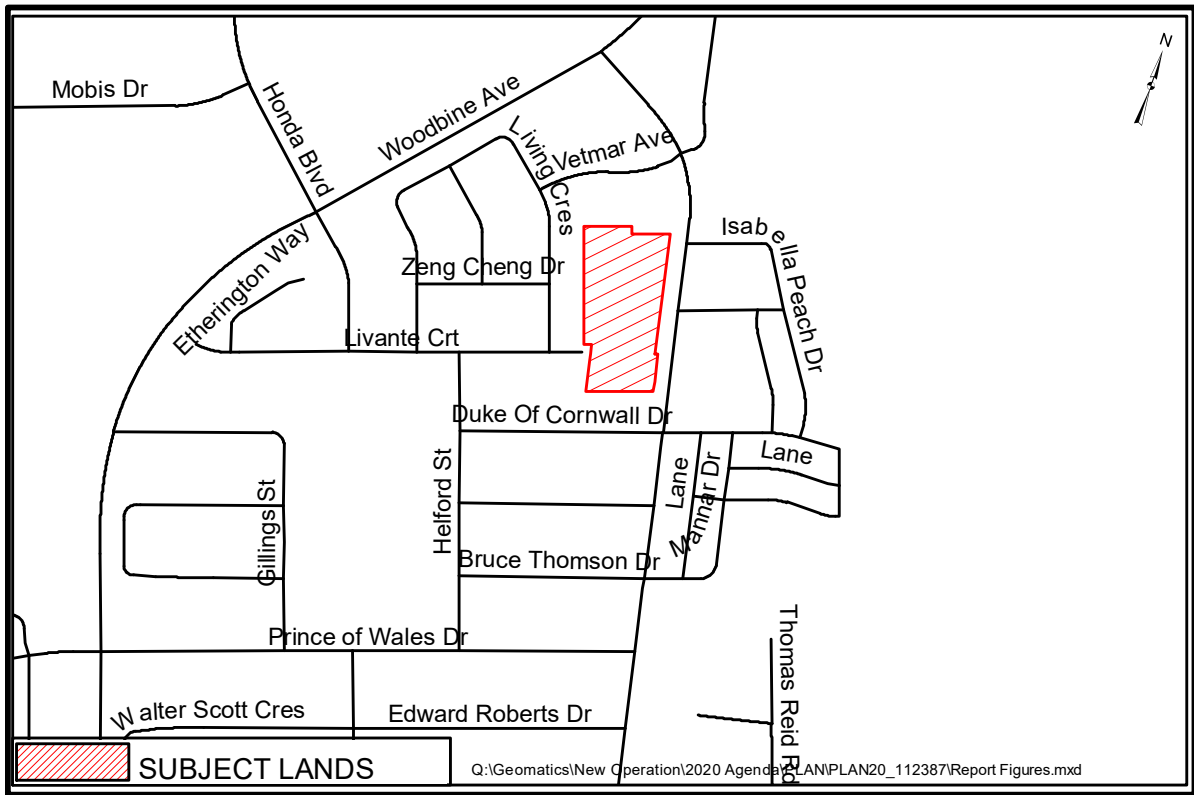 N
Mobis Dr
Honda Blvd
Woodbine Ave
Living Cres
Vetmar Ave
Isabella Peach Dr
Etherington Way
Zeng Cheng Dr
Livante Crt
Duke Of Cornwall Dr
Lane
Lane
Mannar Dr
Helford St
Gillings St
Bruce Thomson Dr
Prince of Wales Dr
Thomas Reid Rd
Walter Scott Cres
Edward Roberts Dr
SUBJECT LANDS
Q:\Geomatics\New Operation\2020 Agenda\PLAN\PLAN20_112387\Report Figures.mxd